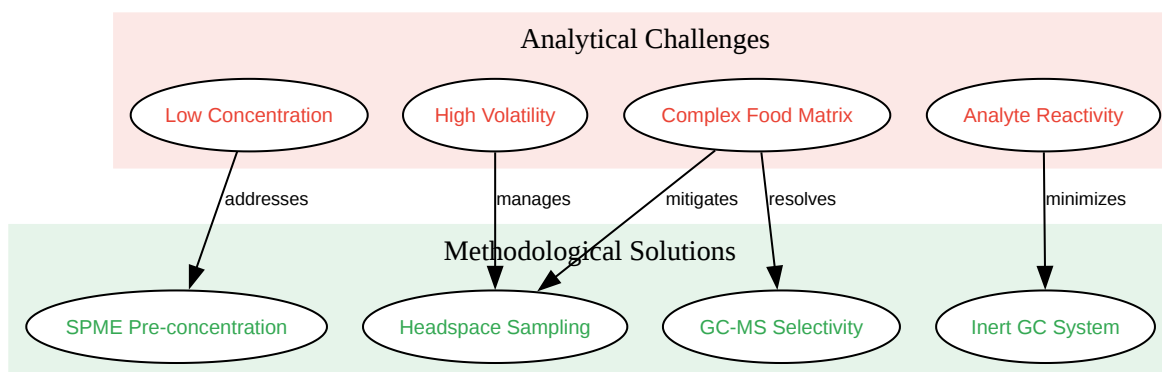 Analytical Challenges
Low Concentration
High Volatility
Complex Food Matrix
Analyte Reactivity
addresses
manages
mitigates
resolves
minimizes
Methodological Solutions
SPME Pre-concentration
Headspace Sampling
GC-MS Selectivity
Inert GC System